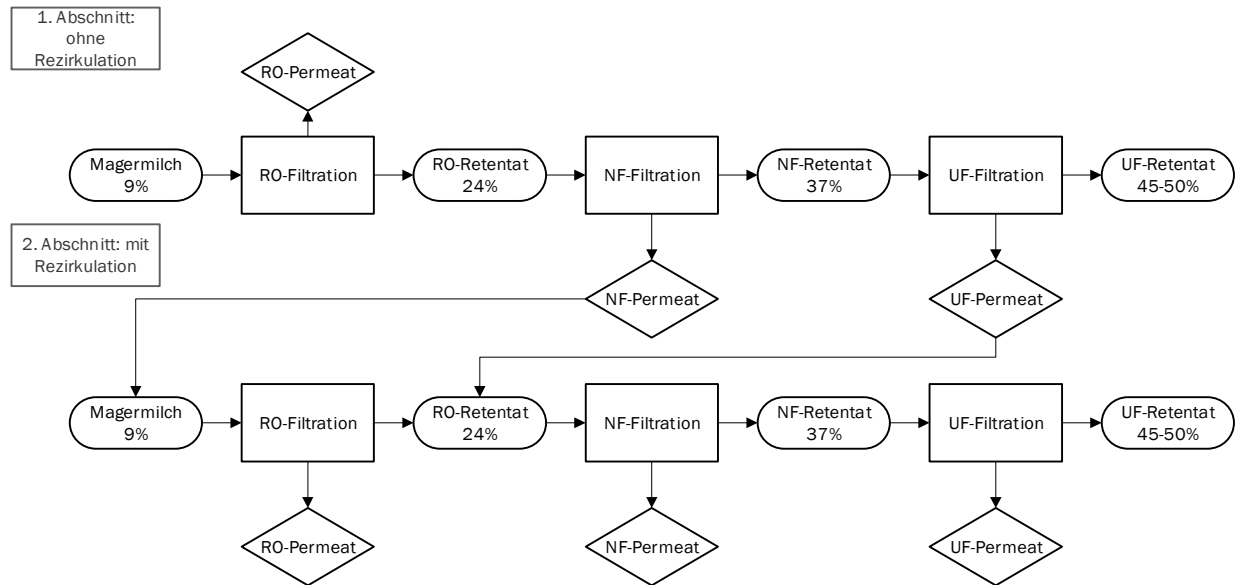 1. Abschnitt:
ohne
Rezirkulation
RO-Permeat
Magermilch
9%
RO-Filtration
RO-Retentat
24%
NF-Filtration
NF-Retentat
37%
UF-Filtration
UF-Retentat
45-50%
2. Abschnitt: mit
Rezirkulation
NF-Permeat
UF-Permeat
Magermilch
9%
RO-Filtration
RO-Retentat
24%
NF-Filtration
NF-Retentat
37%
UF-Filtration
UF-Retentat
45-50%
RO-Permeat
NF-Permeat
UF-Permeat